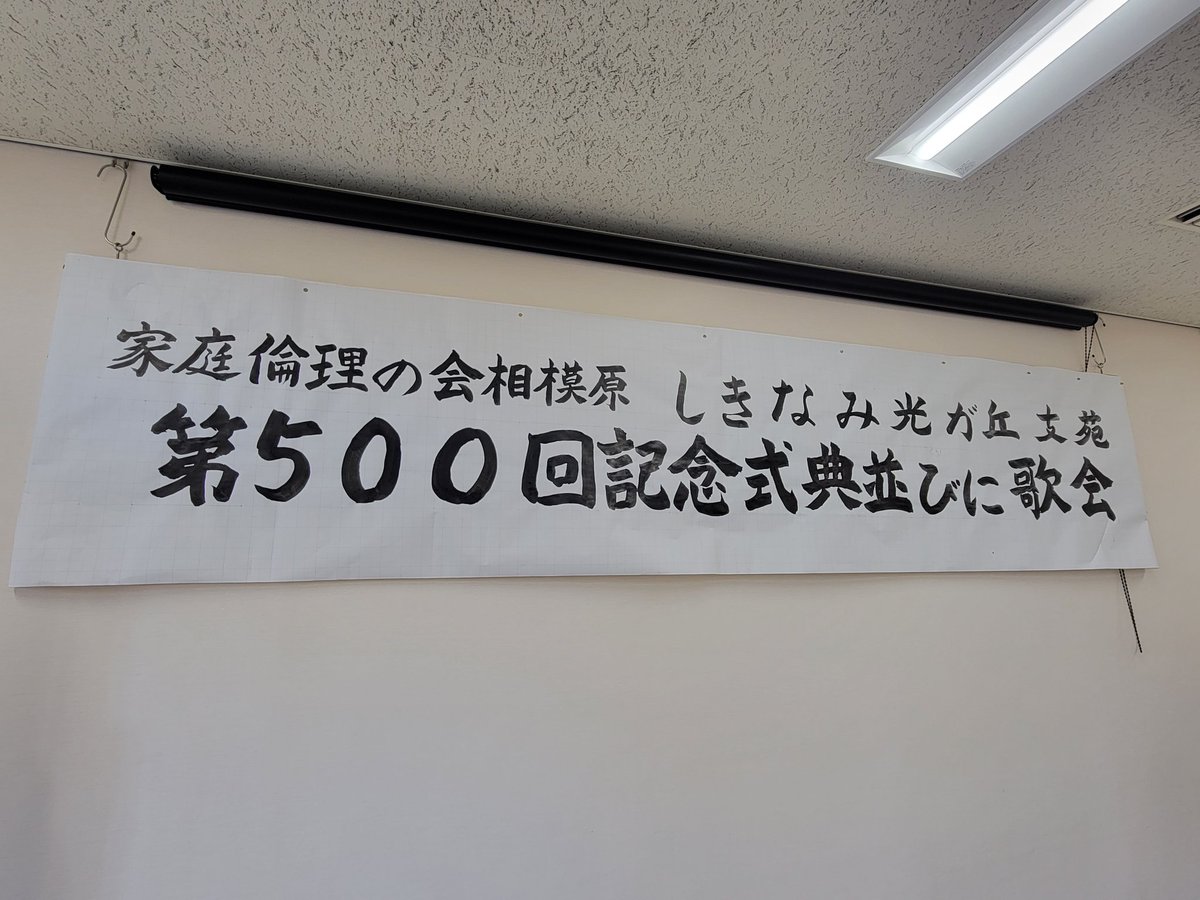 家庭倫理の会相模原 しきなみ光が丘支苑
第５００回記念式典並びに歌会